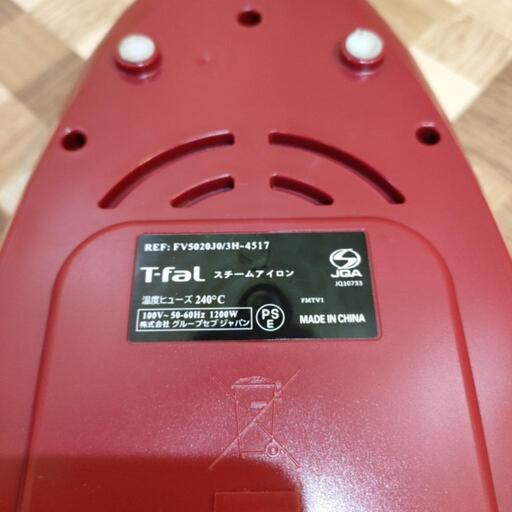 REF: FV5020J0/3H-4517
T-faL スチームアイロン
JQA
JQ10733
温度ヒューズ 240°C
FMTV1
100V~ 50-60Hz 1200W
株式会社 グループセブ ジャパン
PS
E
MADE IN CHINA